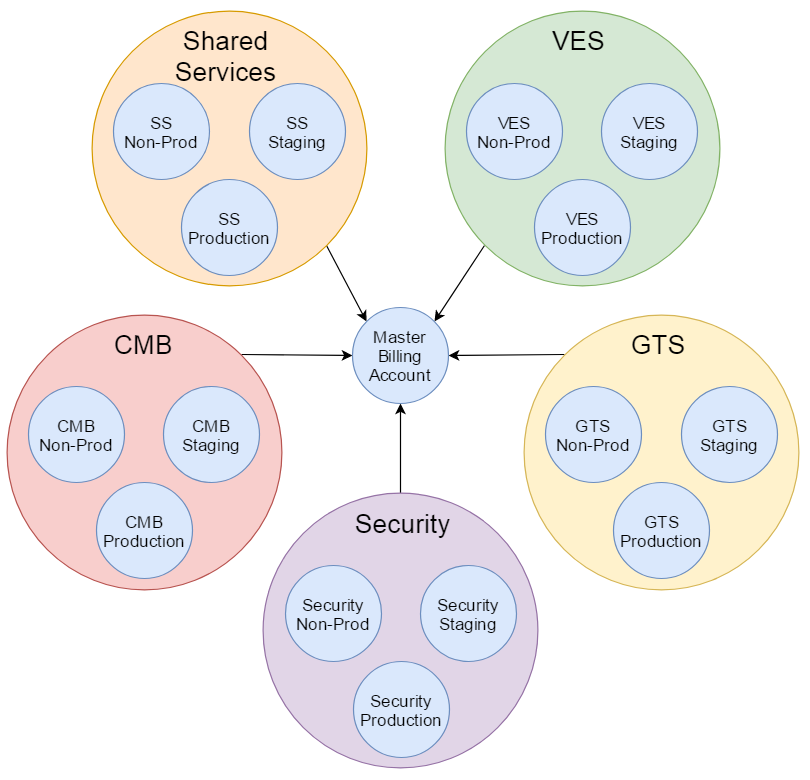 Shared
Services
SS
Non-Prod
SS
Staging
SS
Production
VES
VES
Non-Prod
VES
Staging
VES
Production
Master
Billing
Account
CMB
CMB
Non-Prod
CMB
Staging
CMB
Production
GTS
GTS
Non-Prod
GTS
Staging
GTS
Production
Security
Security
Non-Prod
Security
Staging
Security
Production